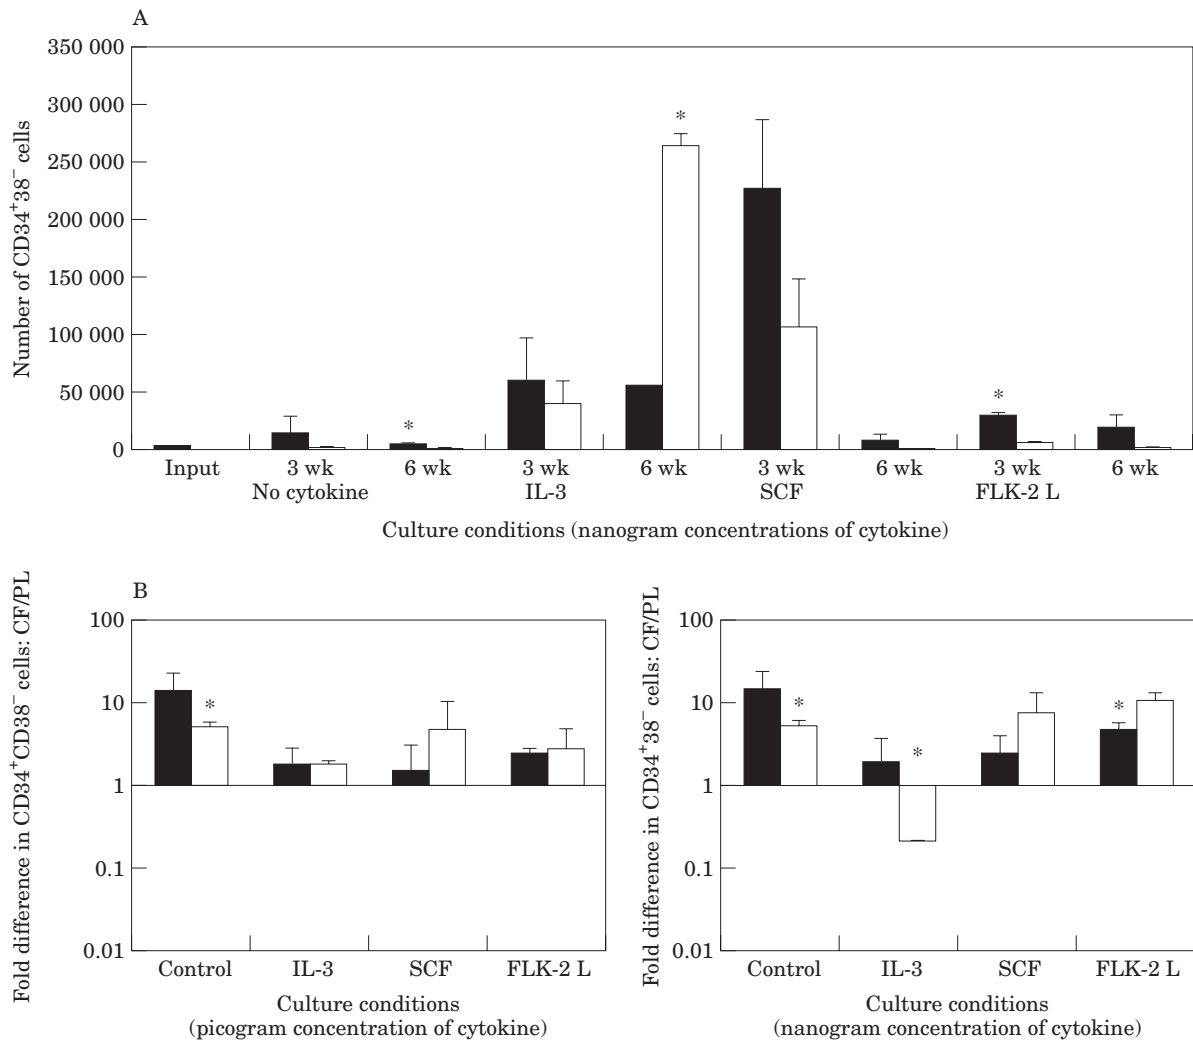 A
Number of CD34⁺38⁻ cells
350 000
300 000
250 000
200 000
150 000
100 000
50 000
0
*
*
*
Input
3 wk
6 wk
3 wk
6 wk
3 wk
6 wk
3 wk
6 wk
No cytokine
IL-3
SCF
FLK-2 L
Culture conditions (nanogram concentrations of cytokine)
B
Fold difference in CD34⁺CD38⁻ cells: CF/PL
100
10
1
0.1
0.01
*
Control
IL-3
SCF
FLK-2 L
Culture conditions
(picogram concentration of cytokine)
Fold difference in CD34⁺38⁻ cells: CF/PL
100
10
1
0.1
0.01
*
*
*
Control
IL-3
SCF
FLK-2 L
Culture conditions
(nanogram concentration of cytokine)